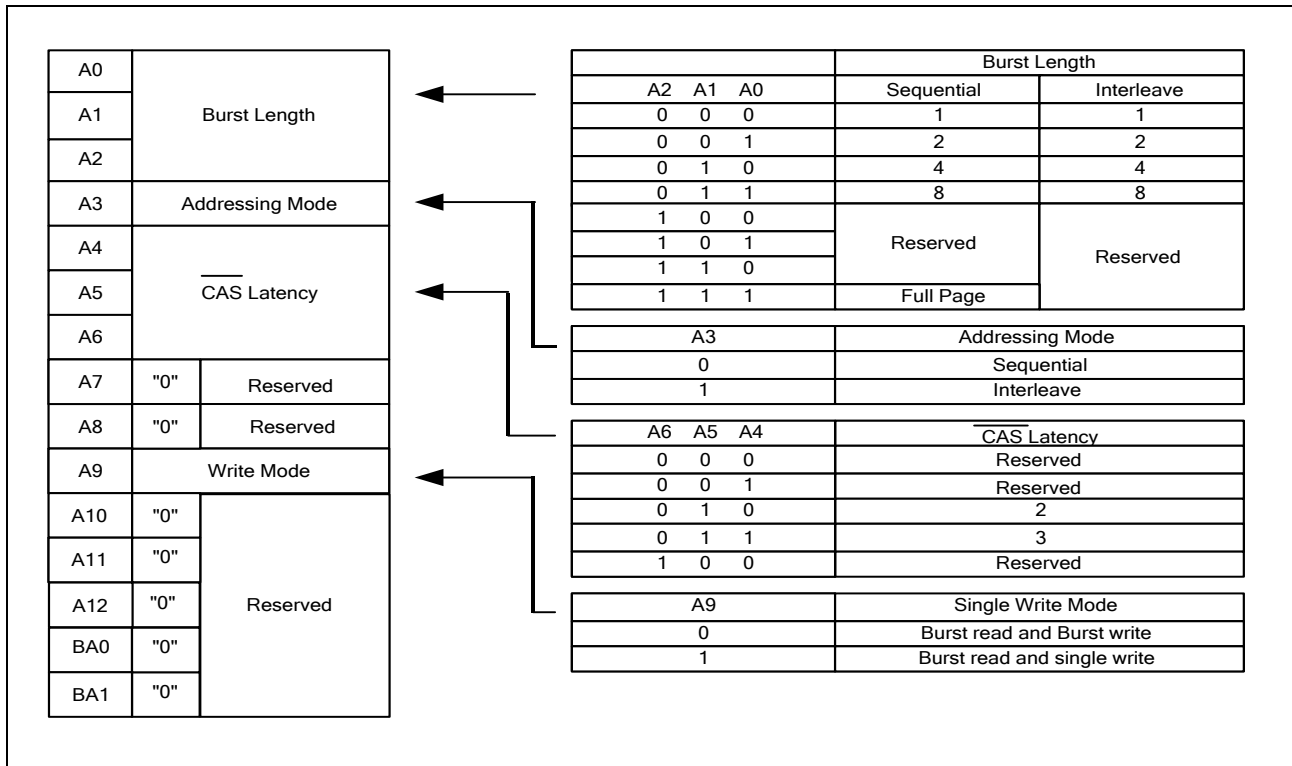 A0
A1 Burst Length
A2
A3 Addressing Mode
A4
A5 CAS Latency
A6
A7 "0" Reserved
A8 "0" Reserved
A9 Write Mode
A10 "0"
A11 "0"
A12 "0" Reserved
BA0 "0"
BA1 "0"
Burst Length
A2 A1 A0 Sequential Interleave
0 0 0 1 1
0 0 1 2 2
0 1 0 4 4
0 1 1 8 8
1 0 0
1 0 1 Reserved Reserved
1 1 0
1 1 1 Full Page
A3 Addressing Mode
0 Sequential
1 Interleave
A6 A5 A4 CAS Latency
0 0 0 Reserved
0 0 1 Reserved
0 1 0 2
0 1 1 3
1 0 0 Reserved
A9 Single Write Mode
0 Burst read and Burst write
1 Burst read and single write